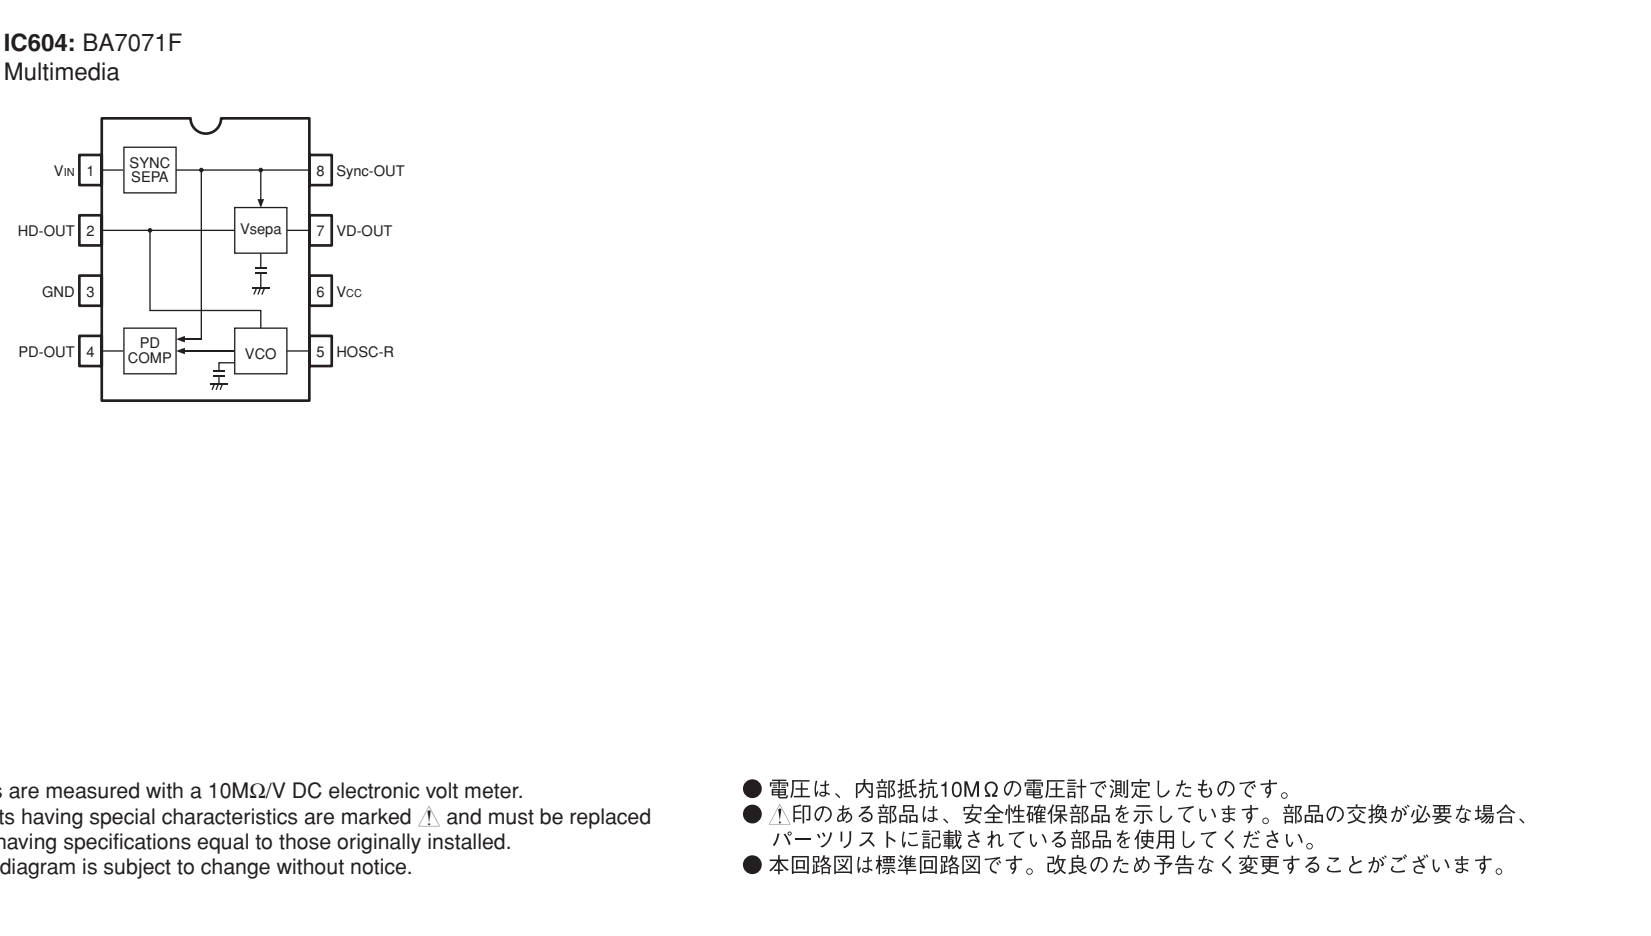 IC604: BA7071F
Multimedia
VIN 1 SYNC SEPA 8 Sync-OUT
HD-OUT 2 Vsepa 7 VD-OUT
GND 3 6 VCC
PD-OUT 4 PD COMP VCO 5 HOSC-R
s are measured with a 10MΩ/V DC electronic volt meter.
ts having special characteristics are marked ⚠ and must be replaced
having specifications equal to those originally installed.
diagram is subject to change without notice.
● 電圧は、内部抵抗10MΩの電圧計で測定したものです。
● ⚠印のある部品は、安全性確保部品を示しています。部品の交換が必要な場合、
パーツリストに記載されている部品を使用してください。
● 本回路図は標準回路図です。改良のため予告なく変更することがございます。